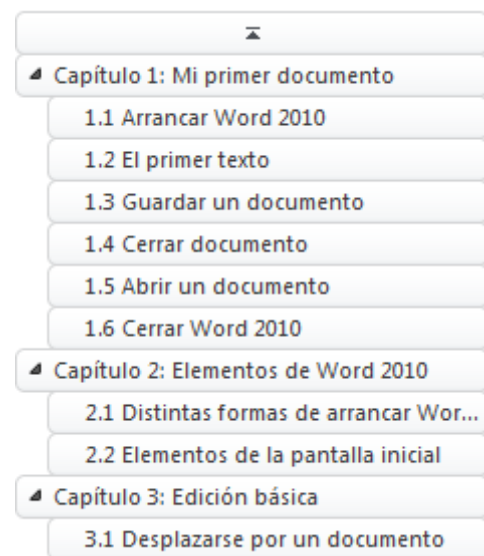 Capítulo 1: Mi primer documento
1.1 Arrancar Word 2010
1.2 El primer texto
1.3 Guardar un documento
1.4 Cerrar documento
1.5 Abrir un documento
1.6 Cerrar Word 2010
Capítulo 2: Elementos de Word 2010
2.1 Distintas formas de arrancar Wor...
2.2 Elementos de la pantalla inicial
Capítulo 3: Edición básica
3.1 Desplazarse por un documento